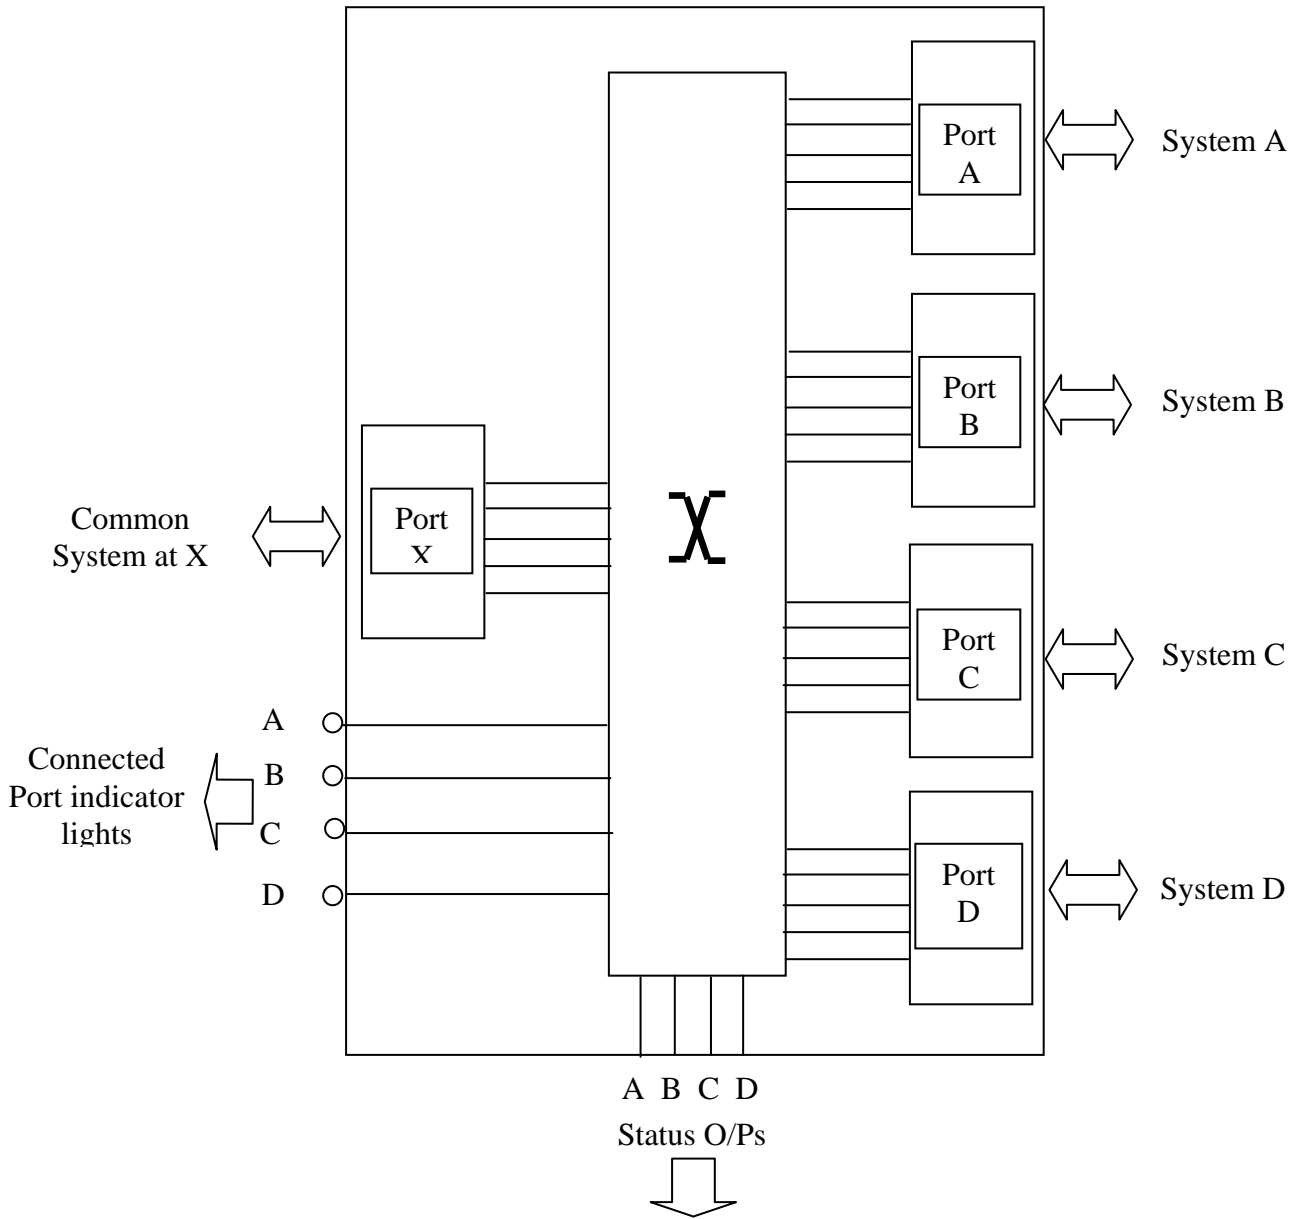 Port
A
System A
Port
B
System B
Common
System at X
Port
X
Port
C
System C
A
Connected
Port indicator
lights
B
C
D
Port
D
System D
A B C D
Status O/Ps